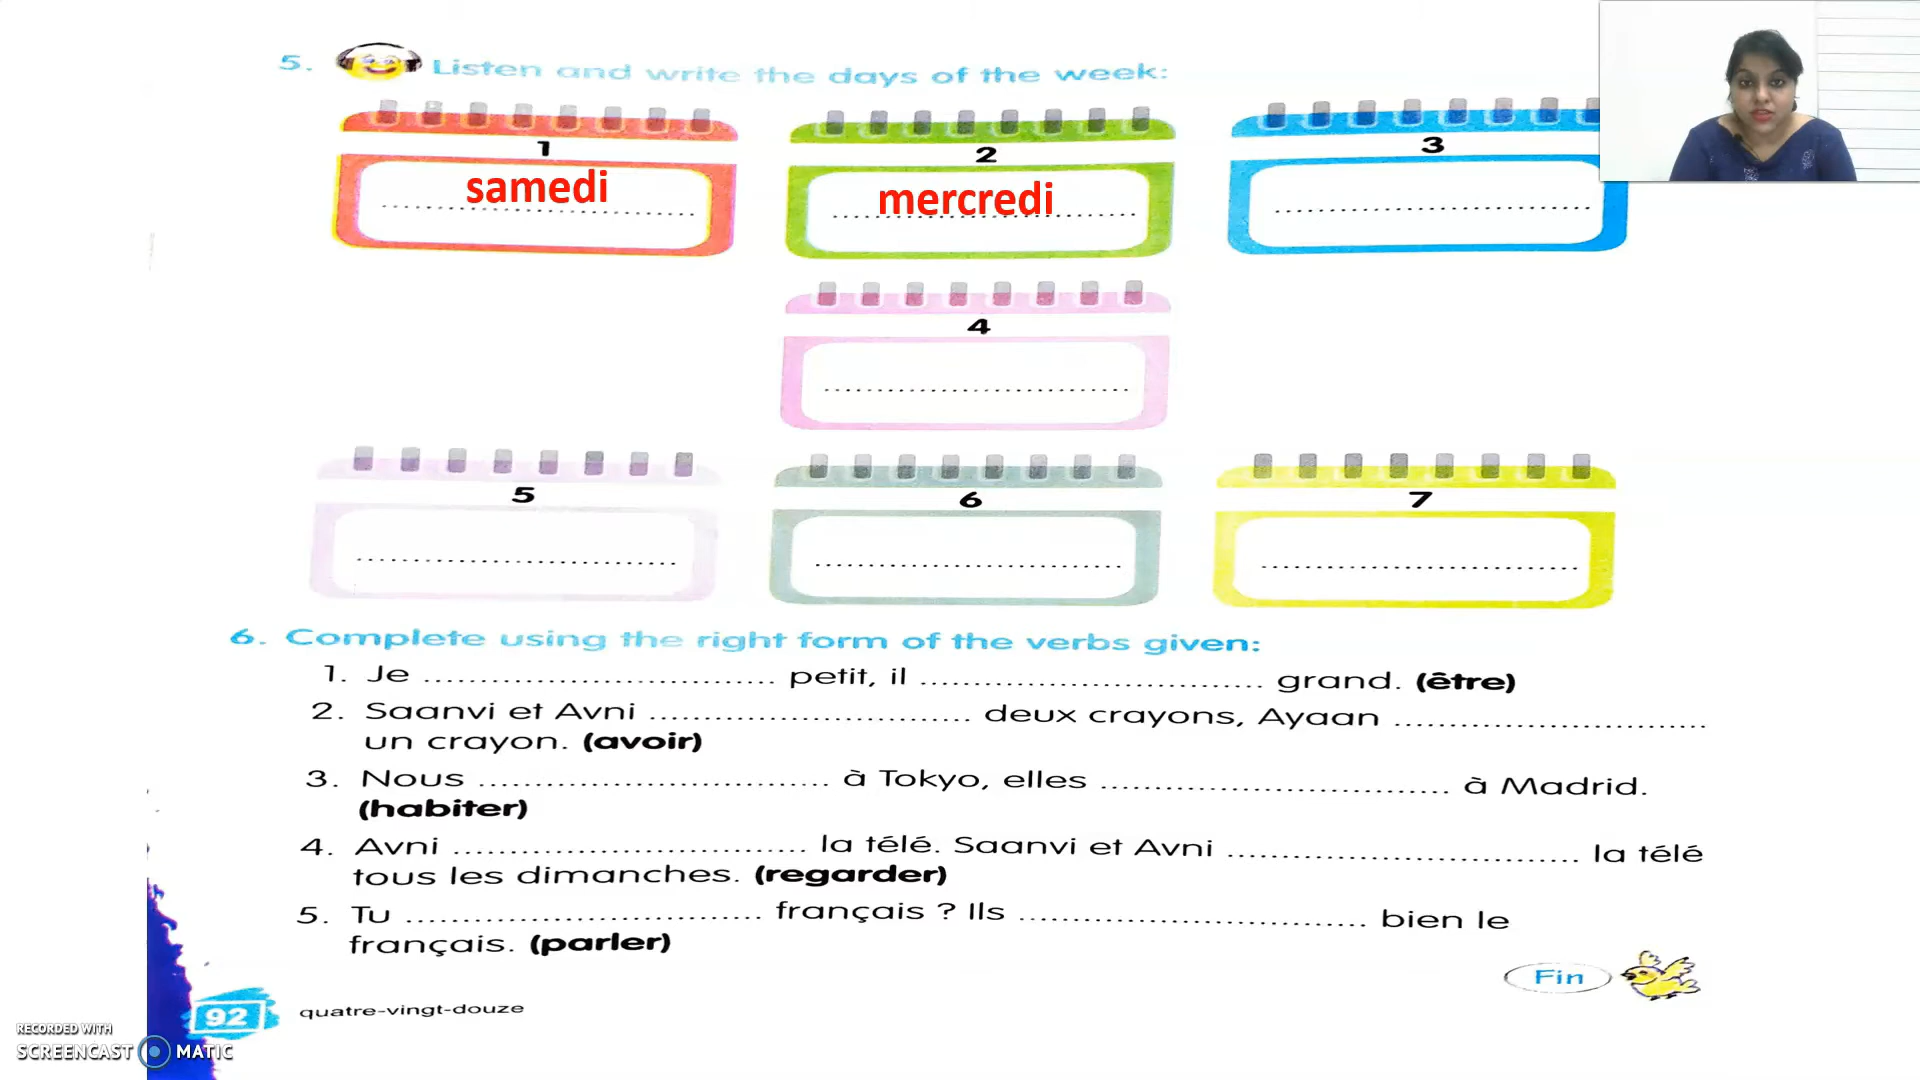 5. Listen and write the days of the week:
1 2 3
samedi mercredi
4
5 6 7
6. Complete using the right form of the verbs given:
1. Je .................................. petit, il .................................. grand. (être)
2. Saanvi et Avni .................................. deux crayons, Ayaan ..................................
un crayon. (avoir)
3. Nous .................................. à Tokyo, elles .................................. à Madrid.
(habiter)
4. Avni .................................. la télé. Saanvi et Avni .................................. la télé
tous les dimanches. (regarder)
5. Tu .................................. français ? Ils .................................. bien le
français. (parler)
Fin
92 quatre-vingt-douze
RECORDED WITH
SCREENCAST MATIC